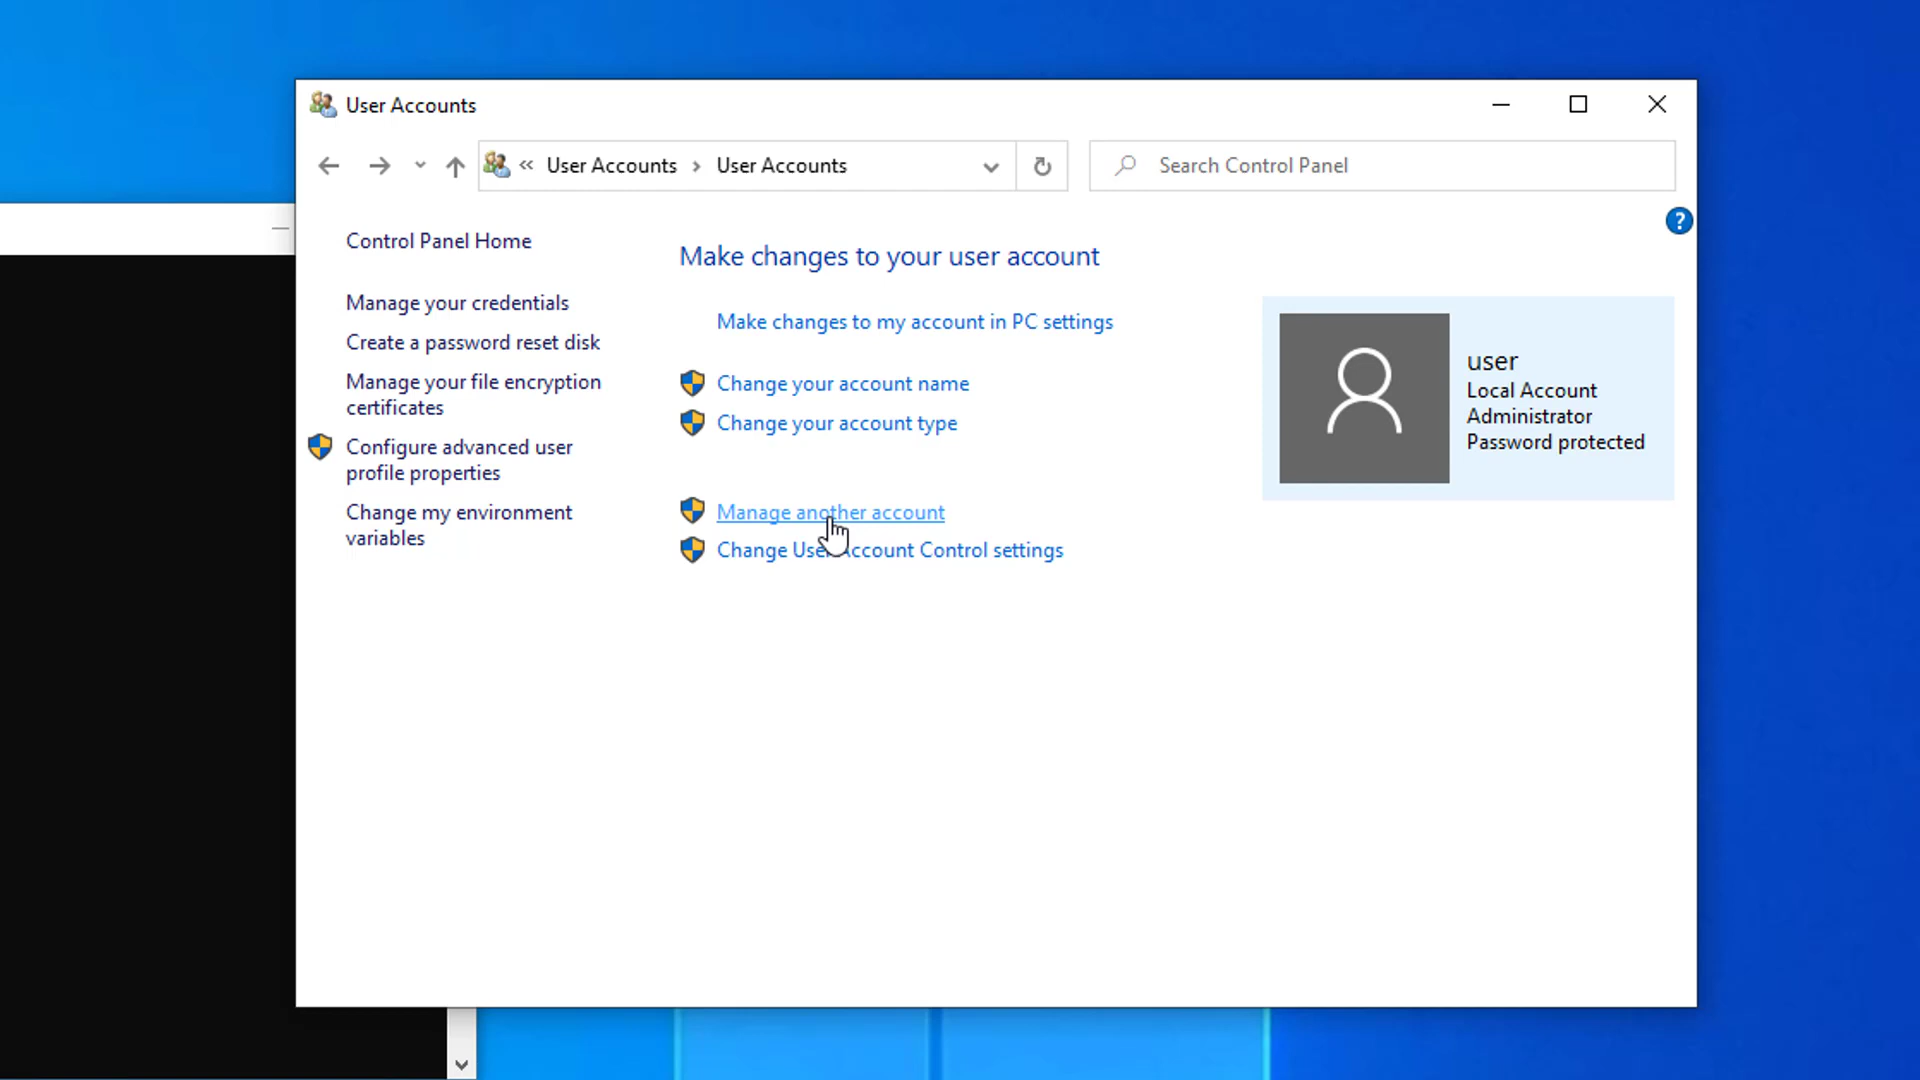 User Accounts
« User Accounts › User Accounts
Search Control Panel
?
Control Panel Home
Manage your credentials
Create a password reset disk
Manage your file encryption
certificates
Configure advanced user
profile properties
Change my environment
variables
Make changes to your user account
Make changes to my account in PC settings
Change your account name
Change your account type
Manage another account
Change User Account Control settings
user
Local Account
Administrator
Password protected